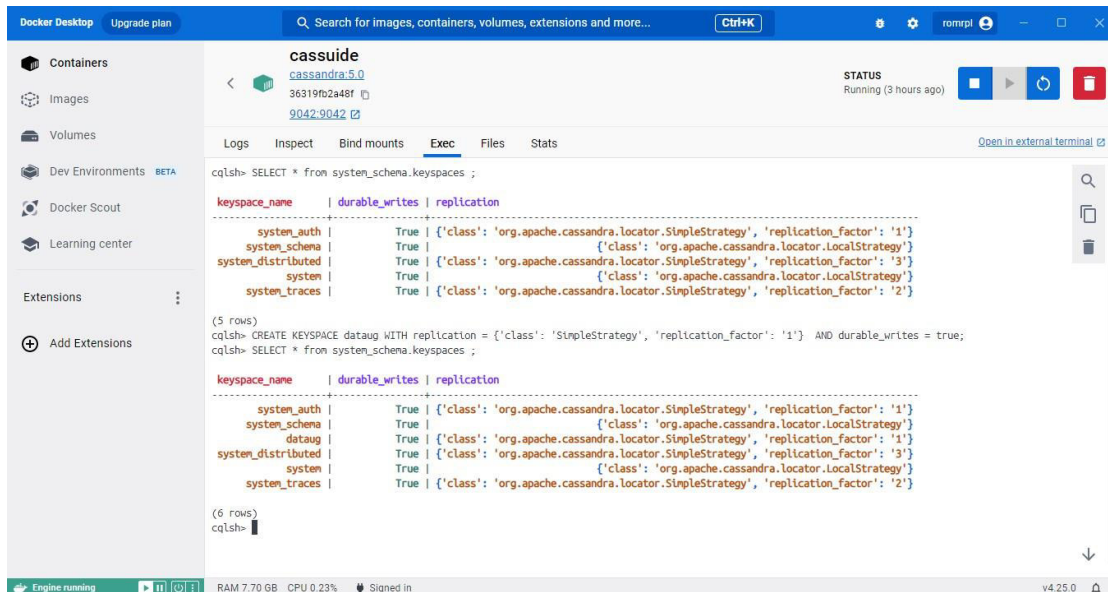 Docker Desktop Upgrade plan Search for images, containers, volumes, extensions and more... Ctrl+K romrpl
Containers
Images
Volumes
Dev Environments BETA
Docker Scout
Learning center
Extensions
Add Extensions
cassuide
cassandra:5.0
36319fb2a48f
9042:9042
STATUS
Running (3 hours ago)
Logs Inspect Bind mounts Exec Files Stats Open in external terminal
cqlsh> SELECT * from system_schema.keyspaces ;
keyspace_name | durable_writes | replication
--------------------+----------------+-------------------------------------------------------------------------------------
system_auth | True | {'class': 'org.apache.cassandra.locator.SimpleStrategy', 'replication_factor': '1'}
system_schema | True | {'class': 'org.apache.cassandra.locator.LocalStrategy'}
system_distributed | True | {'class': 'org.apache.cassandra.locator.SimpleStrategy', 'replication_factor': '3'}
system | True | {'class': 'org.apache.cassandra.locator.LocalStrategy'}
system_traces | True | {'class': 'org.apache.cassandra.locator.SimpleStrategy', 'replication_factor': '2'}
(5 rows)
cqlsh> CREATE KEYSPACE dataug WITH replication = {'class': 'SimpleStrategy', 'replication_factor': '1'} AND durable_writes = true;
cqlsh> SELECT * from system_schema.keyspaces ;
keyspace_name | durable_writes | replication
--------------------+----------------+-------------------------------------------------------------------------------------
system_auth | True | {'class': 'org.apache.cassandra.locator.SimpleStrategy', 'replication_factor': '1'}
system_schema | True | {'class': 'org.apache.cassandra.locator.LocalStrategy'}
dataug | True | {'class': 'org.apache.cassandra.locator.SimpleStrategy', 'replication_factor': '1'}
system_distributed | True | {'class': 'org.apache.cassandra.locator.SimpleStrategy', 'replication_factor': '3'}
system | True | {'class': 'org.apache.cassandra.locator.LocalStrategy'}
system_traces | True | {'class': 'org.apache.cassandra.locator.SimpleStrategy', 'replication_factor': '2'}
(6 rows)
cqlsh>
Engine running RAM 7.70 GB CPU 0.23% Signed in v4.25.0